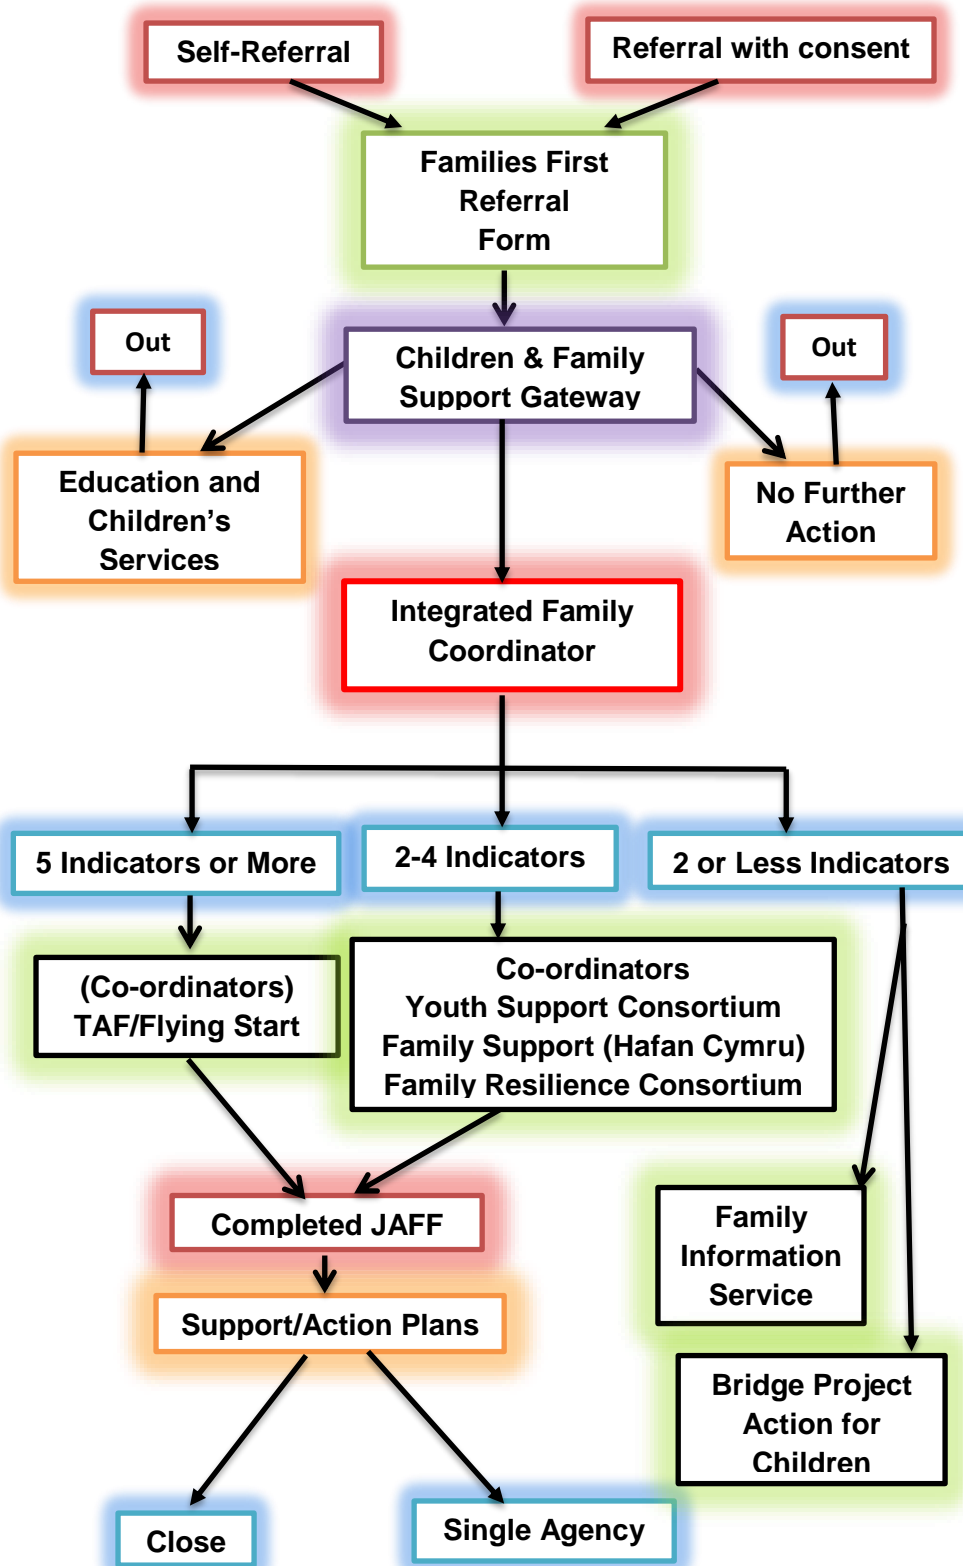 Self-Referral
Referral with consent
Families First
Referral
Form
Out
Children & Family
Support Gateway
Out
Education and
Children’s
Services
No Further
Action
Integrated Family
Coordinator
5 Indicators or More
2-4 Indicators
2 or Less Indicators
(Co-ordinators)
TAF/Flying Start
Co-ordinators
Youth Support Consortium
Family Support (Hafan Cymru)
Family Resilience Consortium
Completed JAFF
Family
Information
Service
Support/Action Plans
Bridge Project
Action for
Children
Close
Single Agency